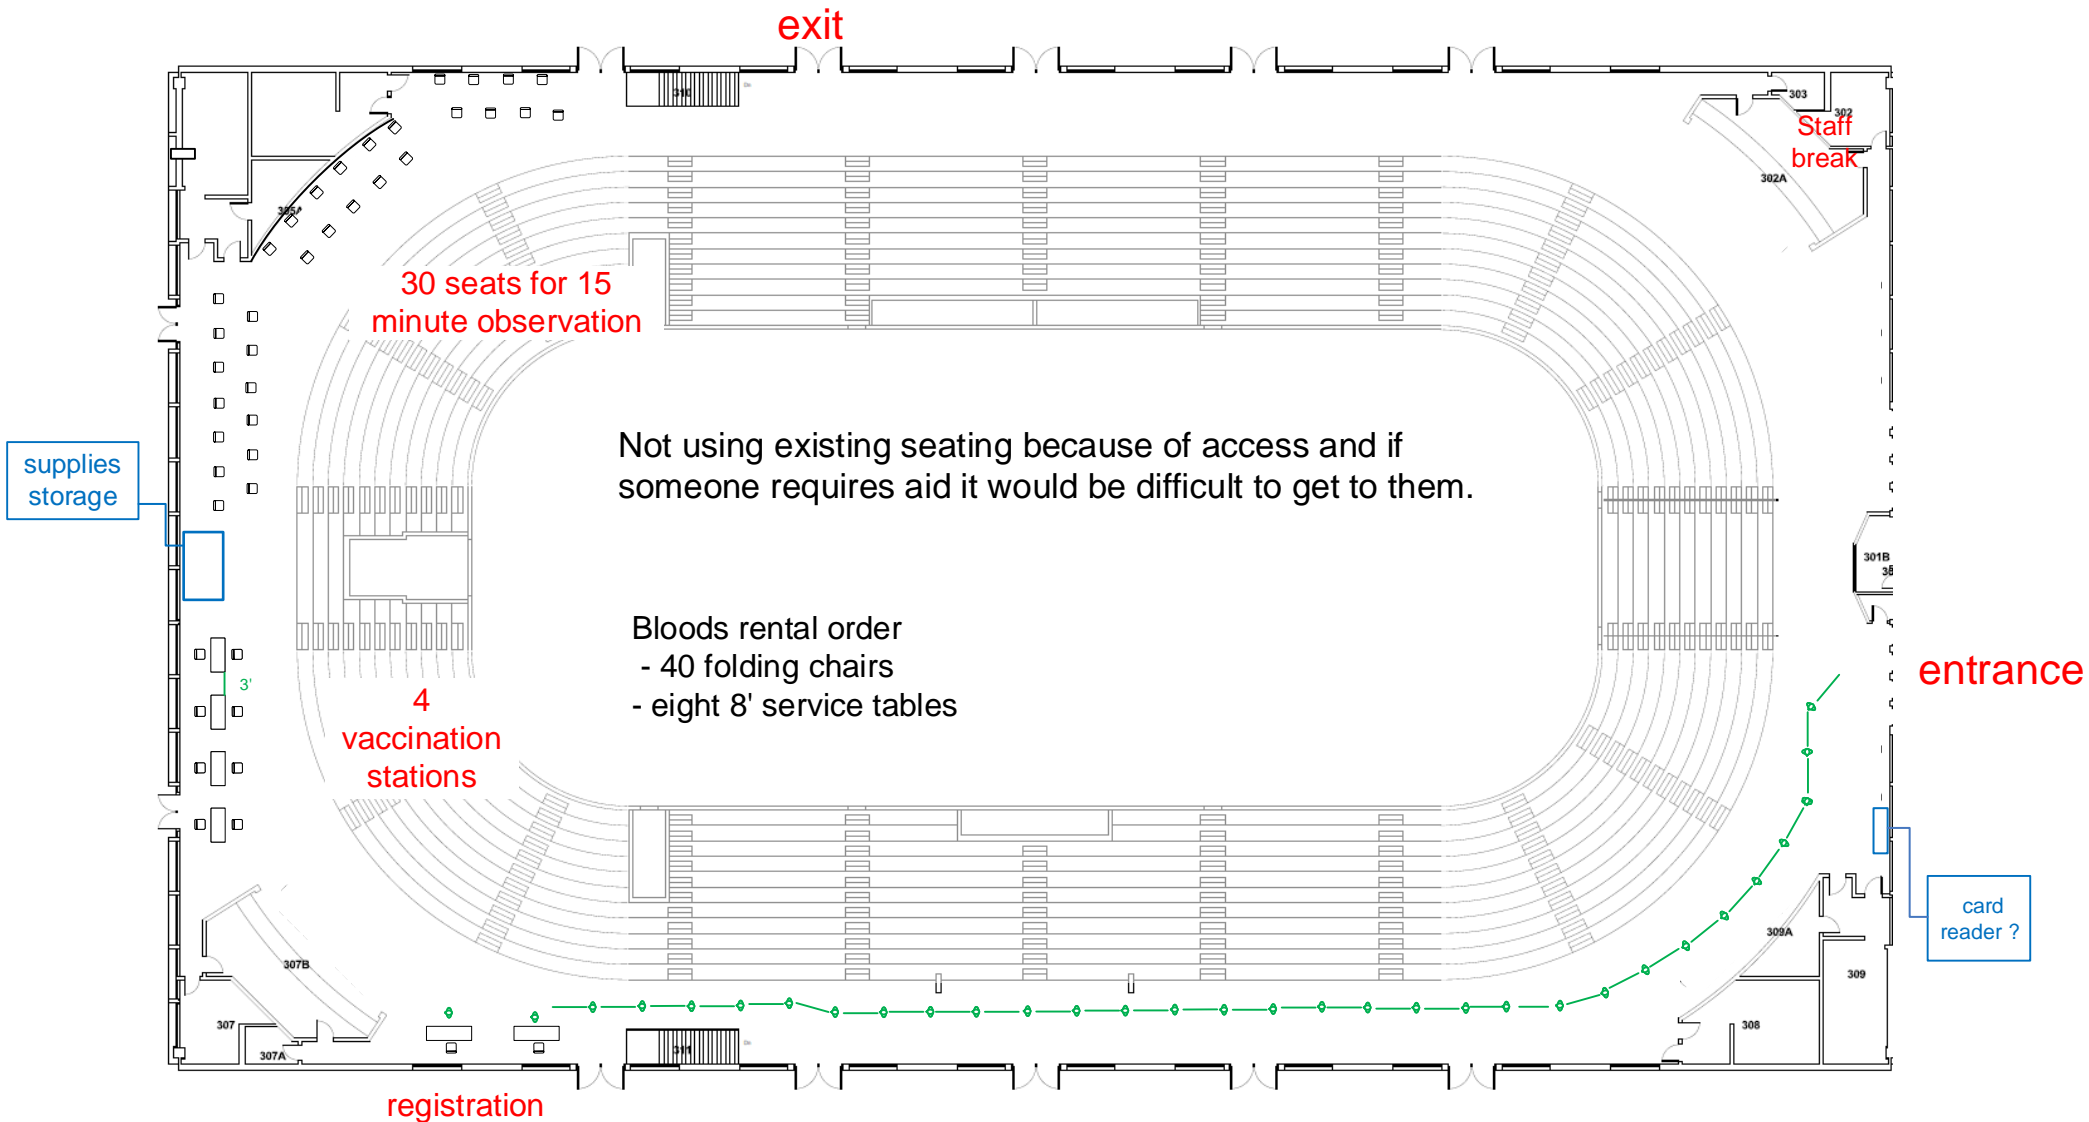 exit
310
303
302
Staff
break
302A
305A
30 seats for 15
minute observation
Not using existing seating because of access and if
someone requires aid it would be difficult to get to them.
supplies
storage
301B
Bloods rental order
- 40 folding chairs
- eight 8' service tables
entrance
3'
4
vaccination
stations
card
reader ?
309A
309
307B
307
307A
308
311
registration